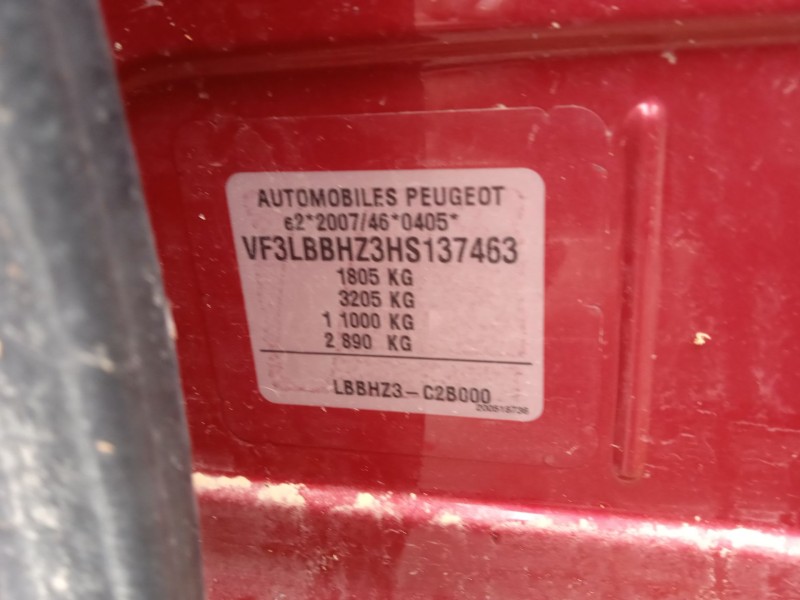 AUTOMOBILES PEUGEOT
e2*2007/46*0405*
VF3LBBHZ3HS137463
1805 KG
3205 KG
1 1000 KG
2 890 KG
LBBHZ3-C2B000
200515736